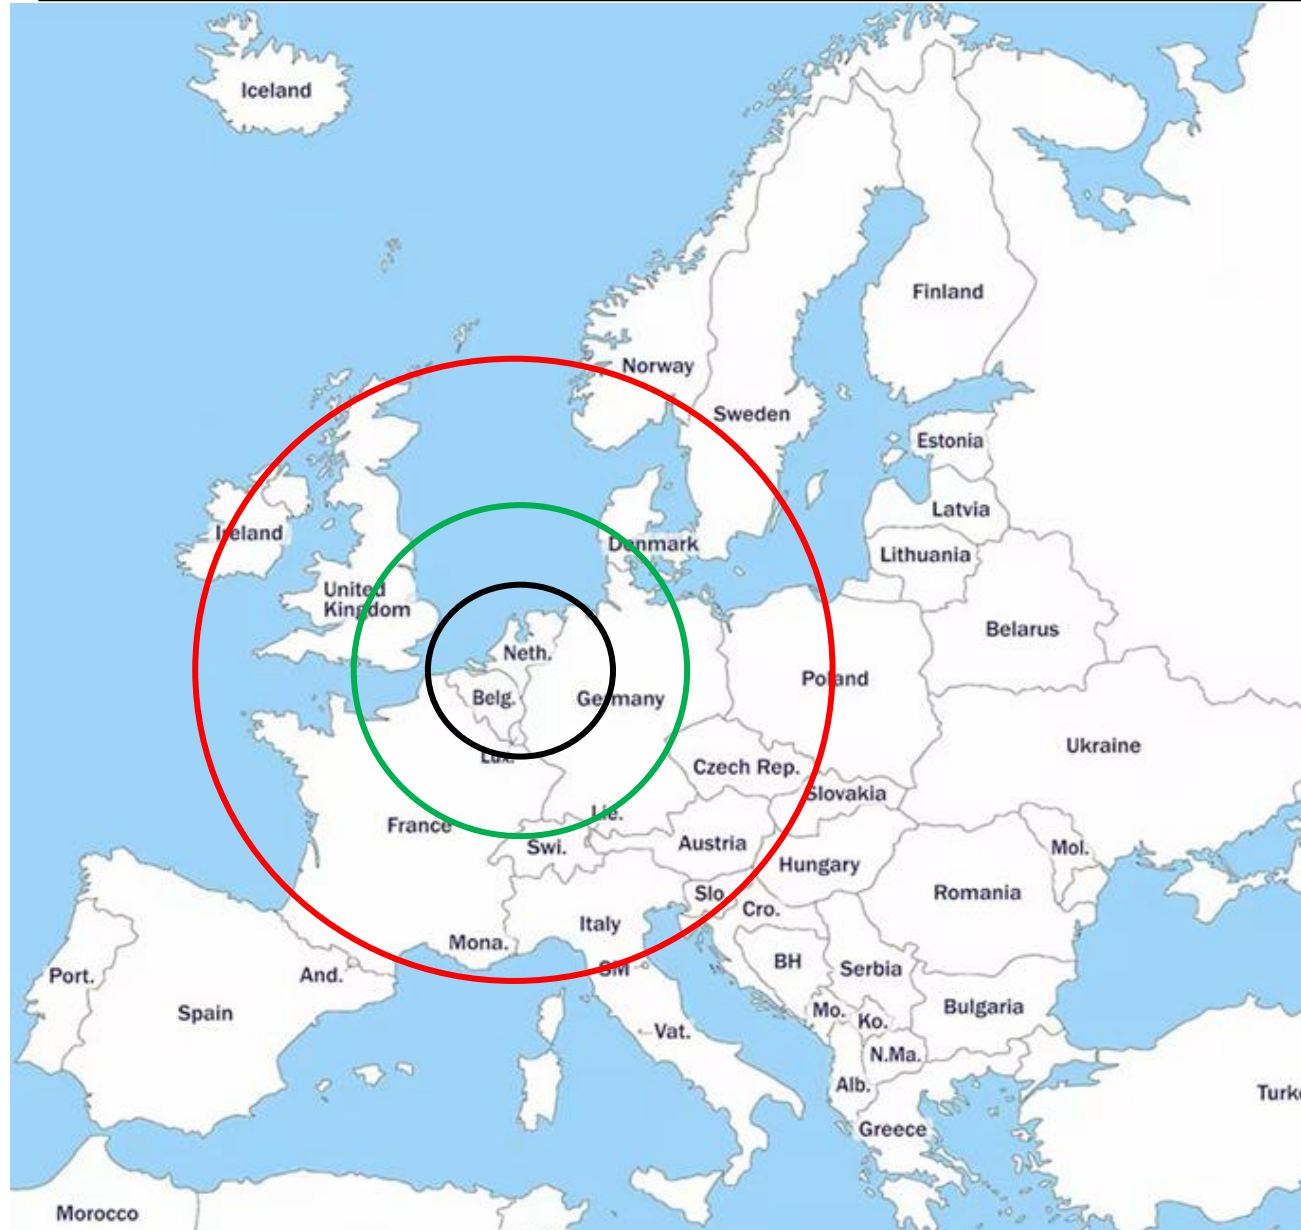 Iceland
Finland
Norway
Sweden
Estonia
Latvia
Ireland
Denmark
Lithuania
United
Kingdom
Belarus
Neth.
Poland
Belg.
Germany
Ukraine
Lux.
Czech Rep.
Slovakia
Lie.
France
Swi.
Austria
Mol.
Hungary
Slo.
Romania
Cro.
Italy
Mona.
BH
Serbia
SM
And.
Port.
Bulgaria
Spain
Mo.
Ko.
Vat.
N.Ma.
Alb.
Turke
Greece
Morocco